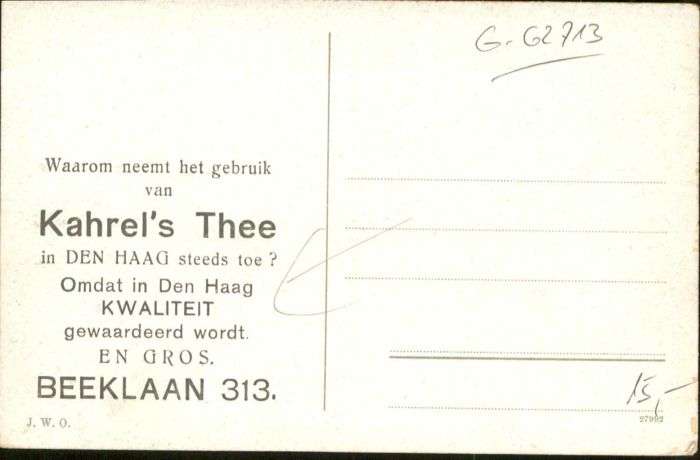 G-G2713
Waarom neemt het gebruik
van
Kahrel's Thee
in DEN HAAG steeds toe ?
Omdat in Den Haag
KWALITEIT
gewaardeerd wordt.
EN GROS.
BEEKLAAN 313.
J. W. O.
15,-
27992